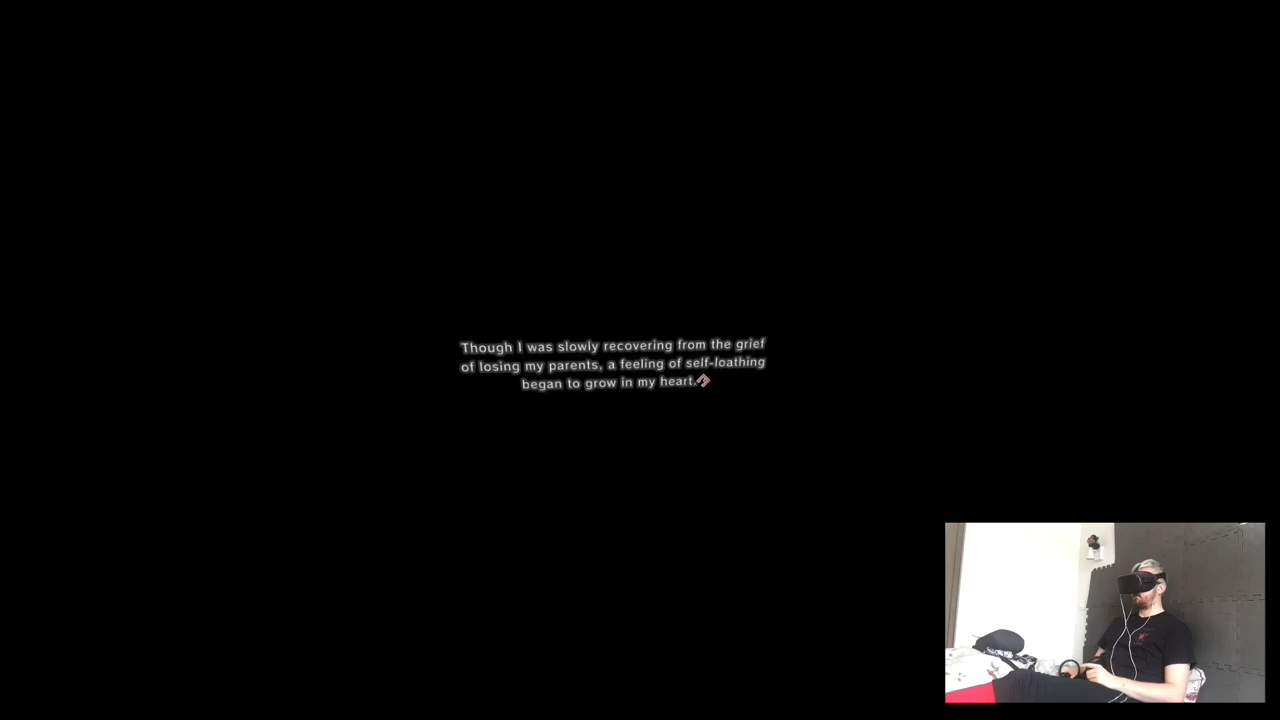 Though I was slowly recovering from the grief
of losing my parents, a feeling of self-loathing
began to grow in my heart.